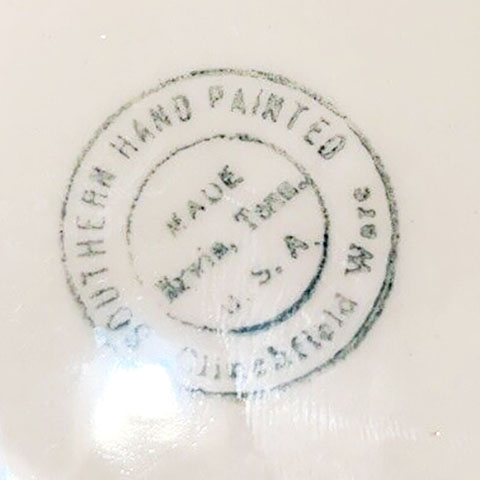 SOUTHERN HAND PAINTED
Clinchfield Ware
MADE
Erwin, Tenn.
U. S. A.